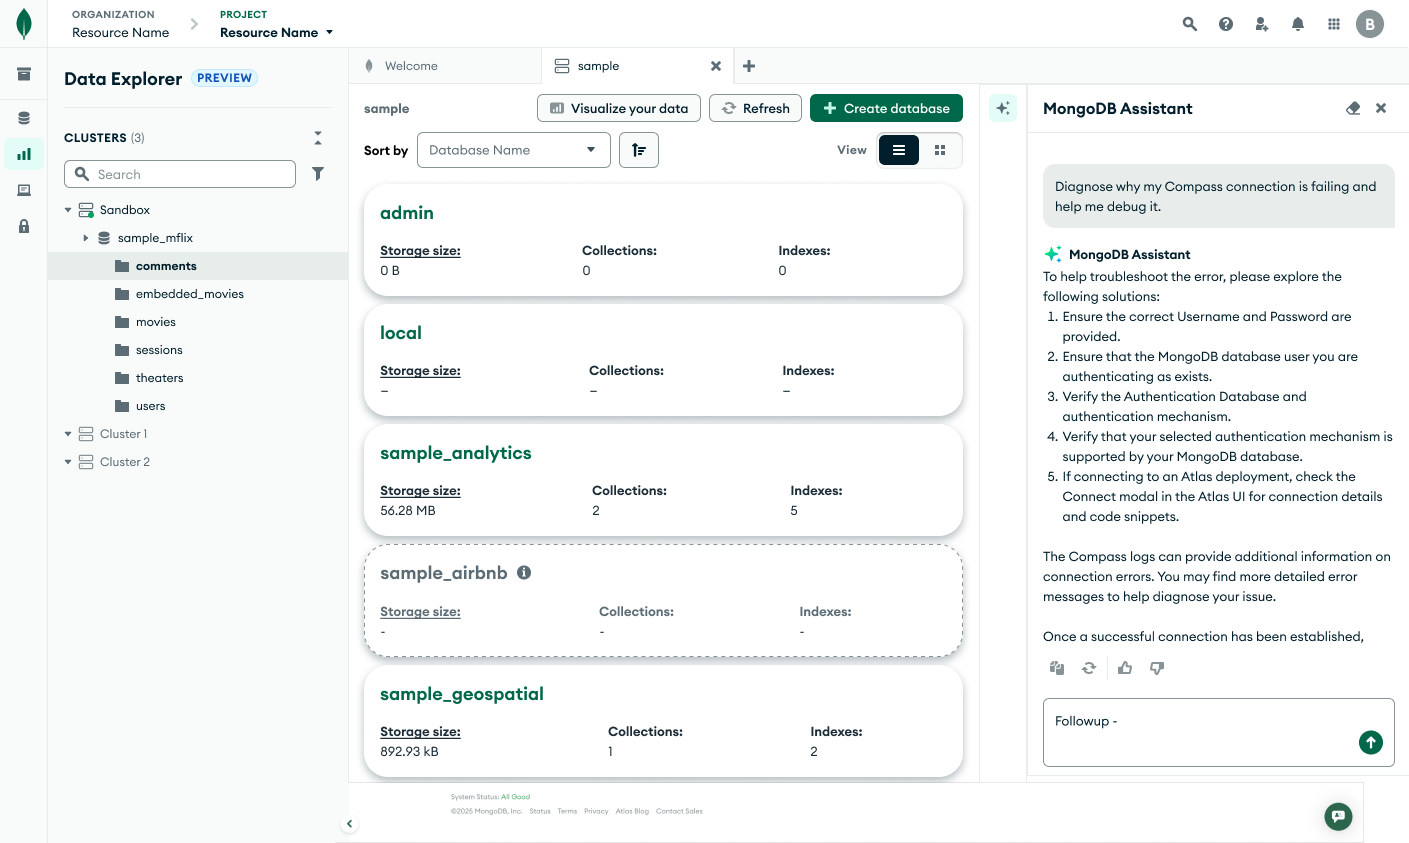 ORGANIZATION
Resource Name
PROJECT
Resource Name
B
Data Explorer PREVIEW
CLUSTERS (3)
Search
Sandbox
sample_mflix
comments
embedded_movies
movies
sessions
theaters
users
Cluster 1
Cluster 2
Welcome
sample
sample
Visualize your data
Refresh
Create database
Sort by
Database Name
View
admin
Storage size: Collections: Indexes:
0 B 0 0
local
Storage size: Collections: Indexes:
– – –
sample_analytics
Storage size: Collections: Indexes:
56.28 MB 2 5
sample_airbnb
Storage size: Collections: Indexes:
- - -
sample_geospatial
Storage size: Collections: Indexes:
892.93 kB 1 2
System Status: All Good
©2025 MongoDB, Inc. Status Terms Privacy Atlas Blog Contact Sales
MongoDB Assistant
Diagnose why my Compass connection is failing and
help me debug it.
MongoDB Assistant
To help troubleshoot the error, please explore the
following solutions:
1. Ensure the correct Username and Password are
provided.
2. Ensure that the MongoDB database user you are
authenticating as exists.
3. Verify the Authentication Database and
authentication mechanism.
4. Verify that your selected authentication mechanism is
supported by your MongoDB database.
5. If connecting to an Atlas deployment, check the
Connect modal in the Atlas UI for connection details
and code snippets.
The Compass logs can provide additional information on
connection errors. You may find more detailed error
messages to help diagnose your issue.
Once a successful connection has been established,
Followup -